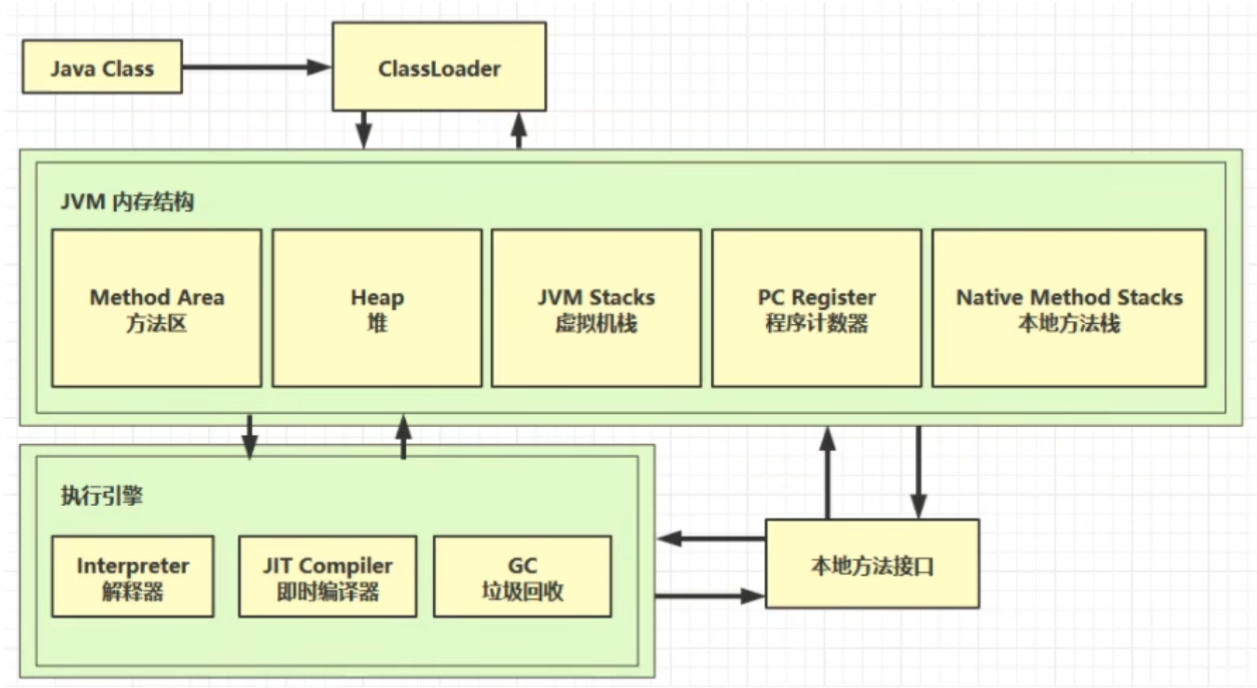 Java Class
ClassLoader
JVM 内存结构
Method Area
方法区
Heap
堆
JVM Stacks
虚拟机栈
PC Register
程序计数器
Native Method Stacks
本地方法栈
执行引擎
Interpreter
解释器
JIT Compiler
即时编译器
GC
垃圾回收
本地方法接口